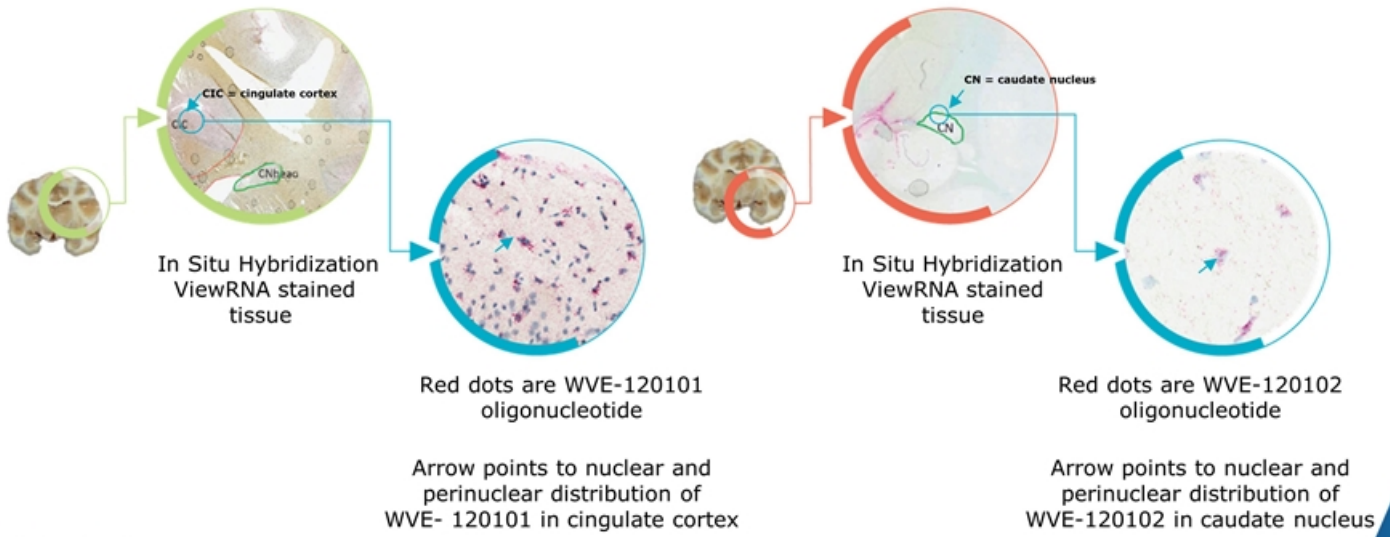 CIC = cingulate cortex
CIC
CNhead
In Situ Hybridization
ViewRNA stained
tissue
Red dots are WVE-120101
oligonucleotide
Arrow points to nuclear and
perinuclear distribution of
WVE- 120101 in cingulate cortex
CN = caudate nucleus
CN
In Situ Hybridization
ViewRNA stained
tissue
Red dots are WVE-120102
oligonucleotide
Arrow points to nuclear and
perinuclear distribution of
WVE-120102 in caudate nucleus